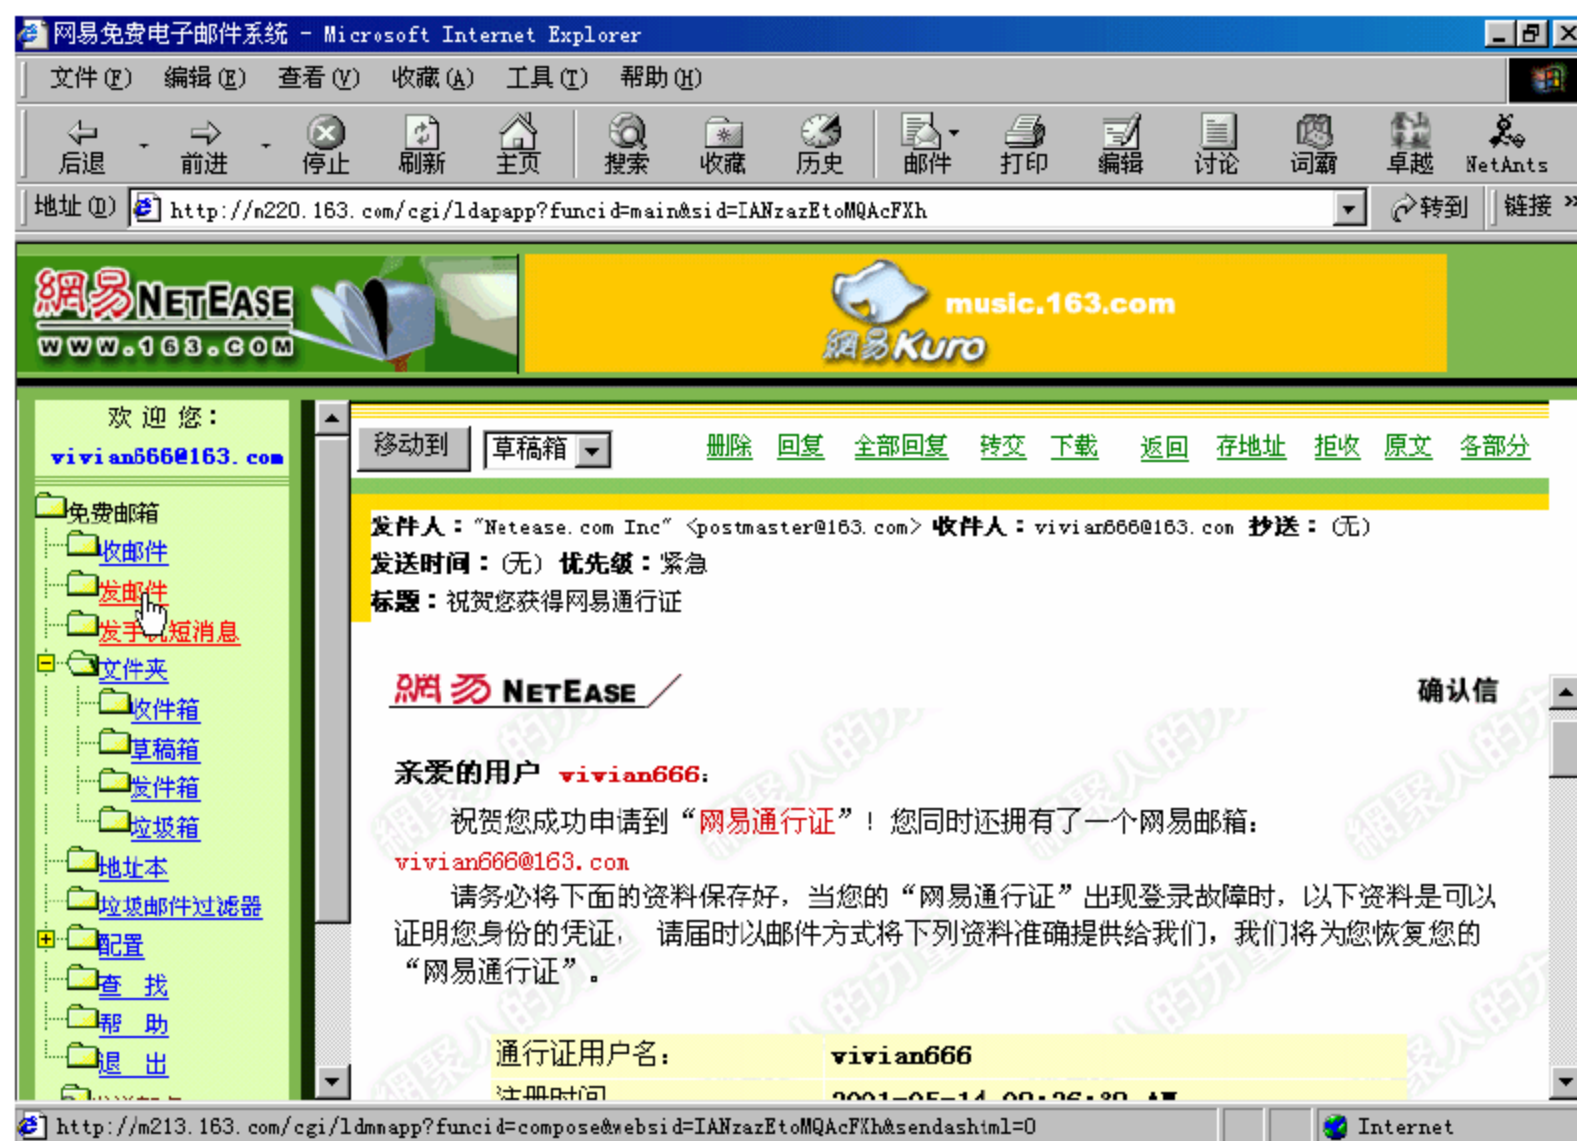 网易免费电子邮件系统 - Microsoft Internet Explorer
文件(F) 编辑(E) 查看(V) 收藏(A) 工具(T) 帮助(H)
后退 前进 停止 刷新 主页 搜索 收藏 历史 邮件 打印 编辑 讨论 词霸 卓越 NetAnts
地址(D) http://m220.163.com/cgi/ldapapp?funcid=main&sid=IANzazEtoMQAcFXh 转到 链接 »
網易 NETEASE
www.163.com
music.163.com
網易Kuro
欢迎您:
vivian666@163.com
免费邮箱
收邮件
发邮件
发手机短消息
文件夹
收件箱
草稿箱
发件箱
垃圾箱
地址本
垃圾邮件过滤器
配置
查 找
帮 助
退 出
移动到 草稿箱 删除 回复 全部回复 转交 下载 返回 存地址 拒收 原文 各部分
发件人:"Netease.com Inc" <postmaster@163.com> 收件人:vivian666@163.com 抄送:(无)
发送时间:(无) 优先级:紧急
标题:祝贺您获得网易通行证
網易 NETEASE 确认信
亲爱的用户 vivian666:
祝贺您成功申请到“网易通行证”!您同时还拥有了一个网易邮箱:
vivian666@163.com
请务必将下面的资料保存好,当您的“网易通行证”出现登录故障时,以下资料是可以
证明您身份的凭证, 请届时以邮件方式将下列资料准确提供给我们,我们将为您恢复您的
“网易通行证”。
通行证用户名: vivian666
注册时间
http://m213.163.com/cgi/ldmmapp?funcid=compose&websid=IANzazEtoMQAcFXh&sendashtml=0 Internet